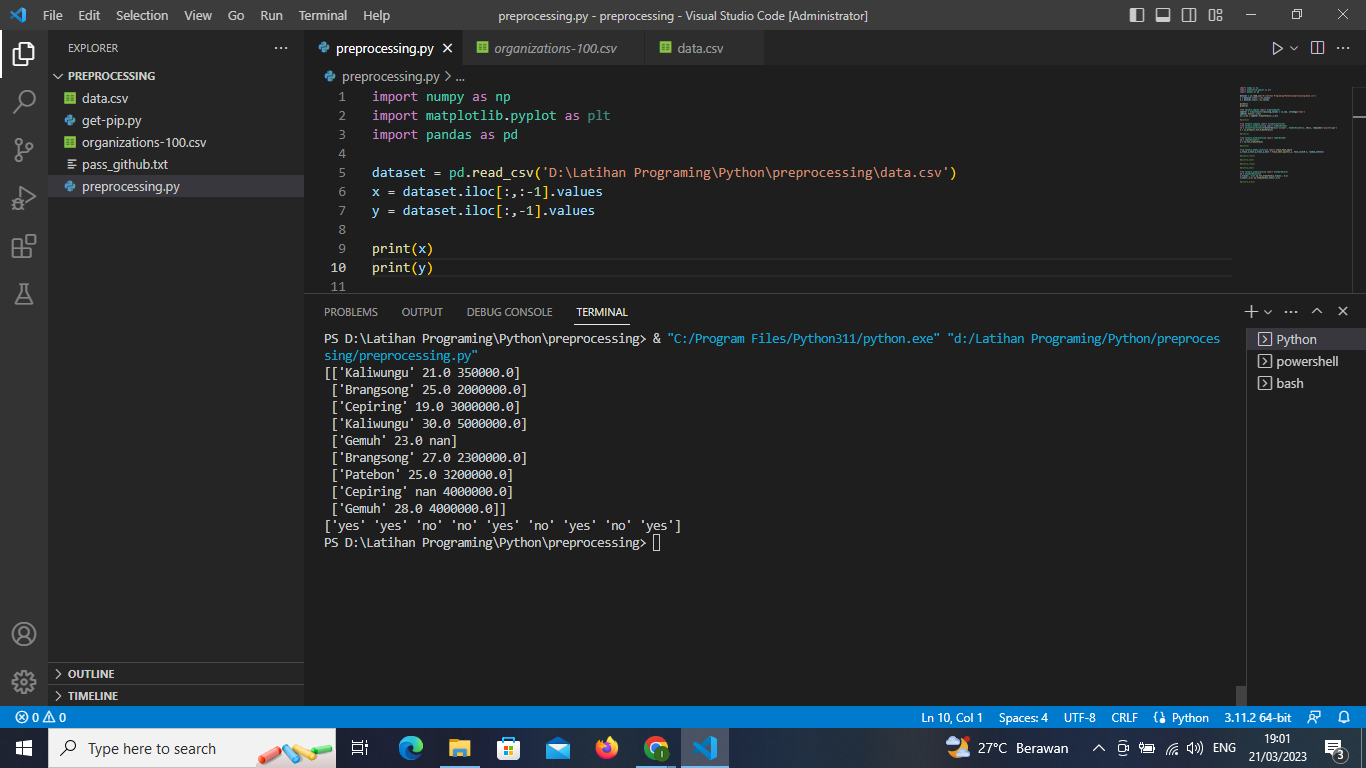 File Edit Selection View Go Run Terminal Help preprocessing.py - preprocessing - Visual Studio Code [Administrator]
EXPLORER
PREPROCESSING
data.csv
get-pip.py
organizations-100.csv
pass_github.txt
preprocessing.py
OUTLINE
TIMELINE
preprocessing.py organizations-100.csv data.csv
preprocessing.py > ...
1 import numpy as np
2 import matplotlib.pyplot as plt
3 import pandas as pd
4
5 dataset = pd.read_csv('D:\Latihan Programing\Python\preprocessing\data.csv')
6 x = dataset.iloc[:,:-1].values
7 y = dataset.iloc[:,-1].values
8
9 print(x)
10 print(y)
11
PROBLEMS OUTPUT DEBUG CONSOLE TERMINAL
PS D:\Latihan Programing\Python\preprocessing> & "C:/Program Files/Python311/python.exe" "d:/Latihan Programing/Python/preproces
sing/preprocessing.py"
[['Kaliwungu' 21.0 350000.0]
['Brangsong' 25.0 2000000.0]
['Cepiring' 19.0 3000000.0]
['Kaliwungu' 30.0 5000000.0]
['Gemuh' 23.0 nan]
['Brangsong' 27.0 2300000.0]
['Patebon' 25.0 3200000.0]
['Cepiring' nan 4000000.0]
['Gemuh' 28.0 4000000.0]]
['yes' 'yes' 'no' 'no' 'yes' 'no' 'yes' 'no' 'yes']
PS D:\Latihan Programing\Python\preprocessing>
Python
powershell
bash
0 0 Ln 10, Col 1 Spaces: 4 UTF-8 CRLF Python 3.11.2 64-bit
Type here to search 27°C Berawan ENG 19:01
21/03/2023 3